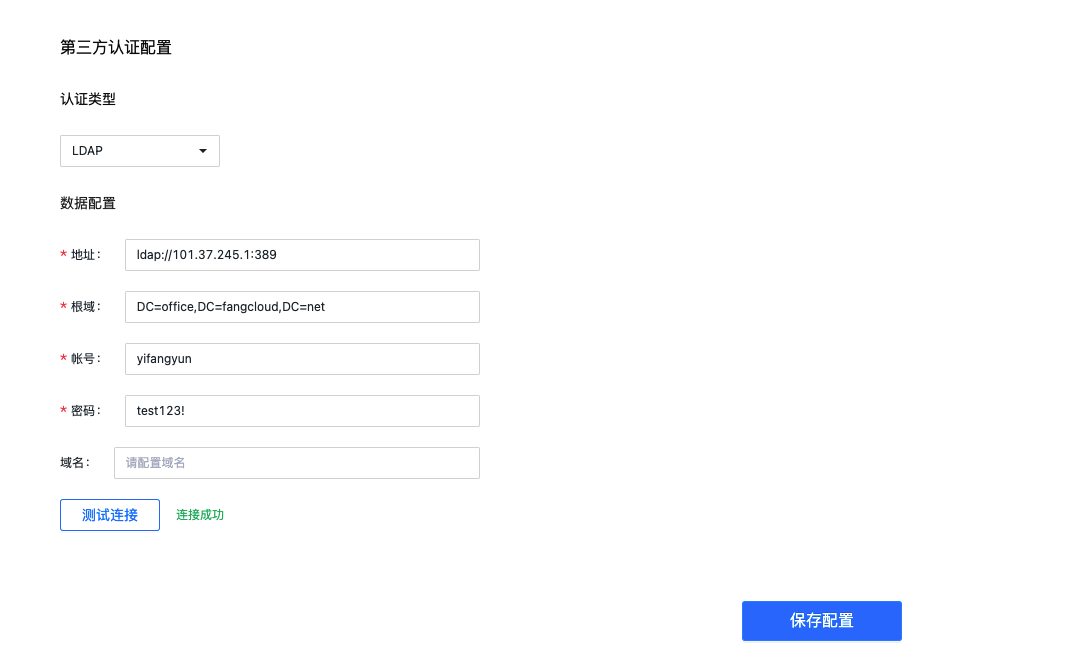 第三方认证配置
认证类型
LDAP
数据配置
* 地址： ldap://101.37.245.1:389
* 根域： DC=office,DC=fangcloud,DC=net
* 帐号： yifangyun
* 密码： test123!
域名： 请配置域名
测试连接 连接成功
保存配置